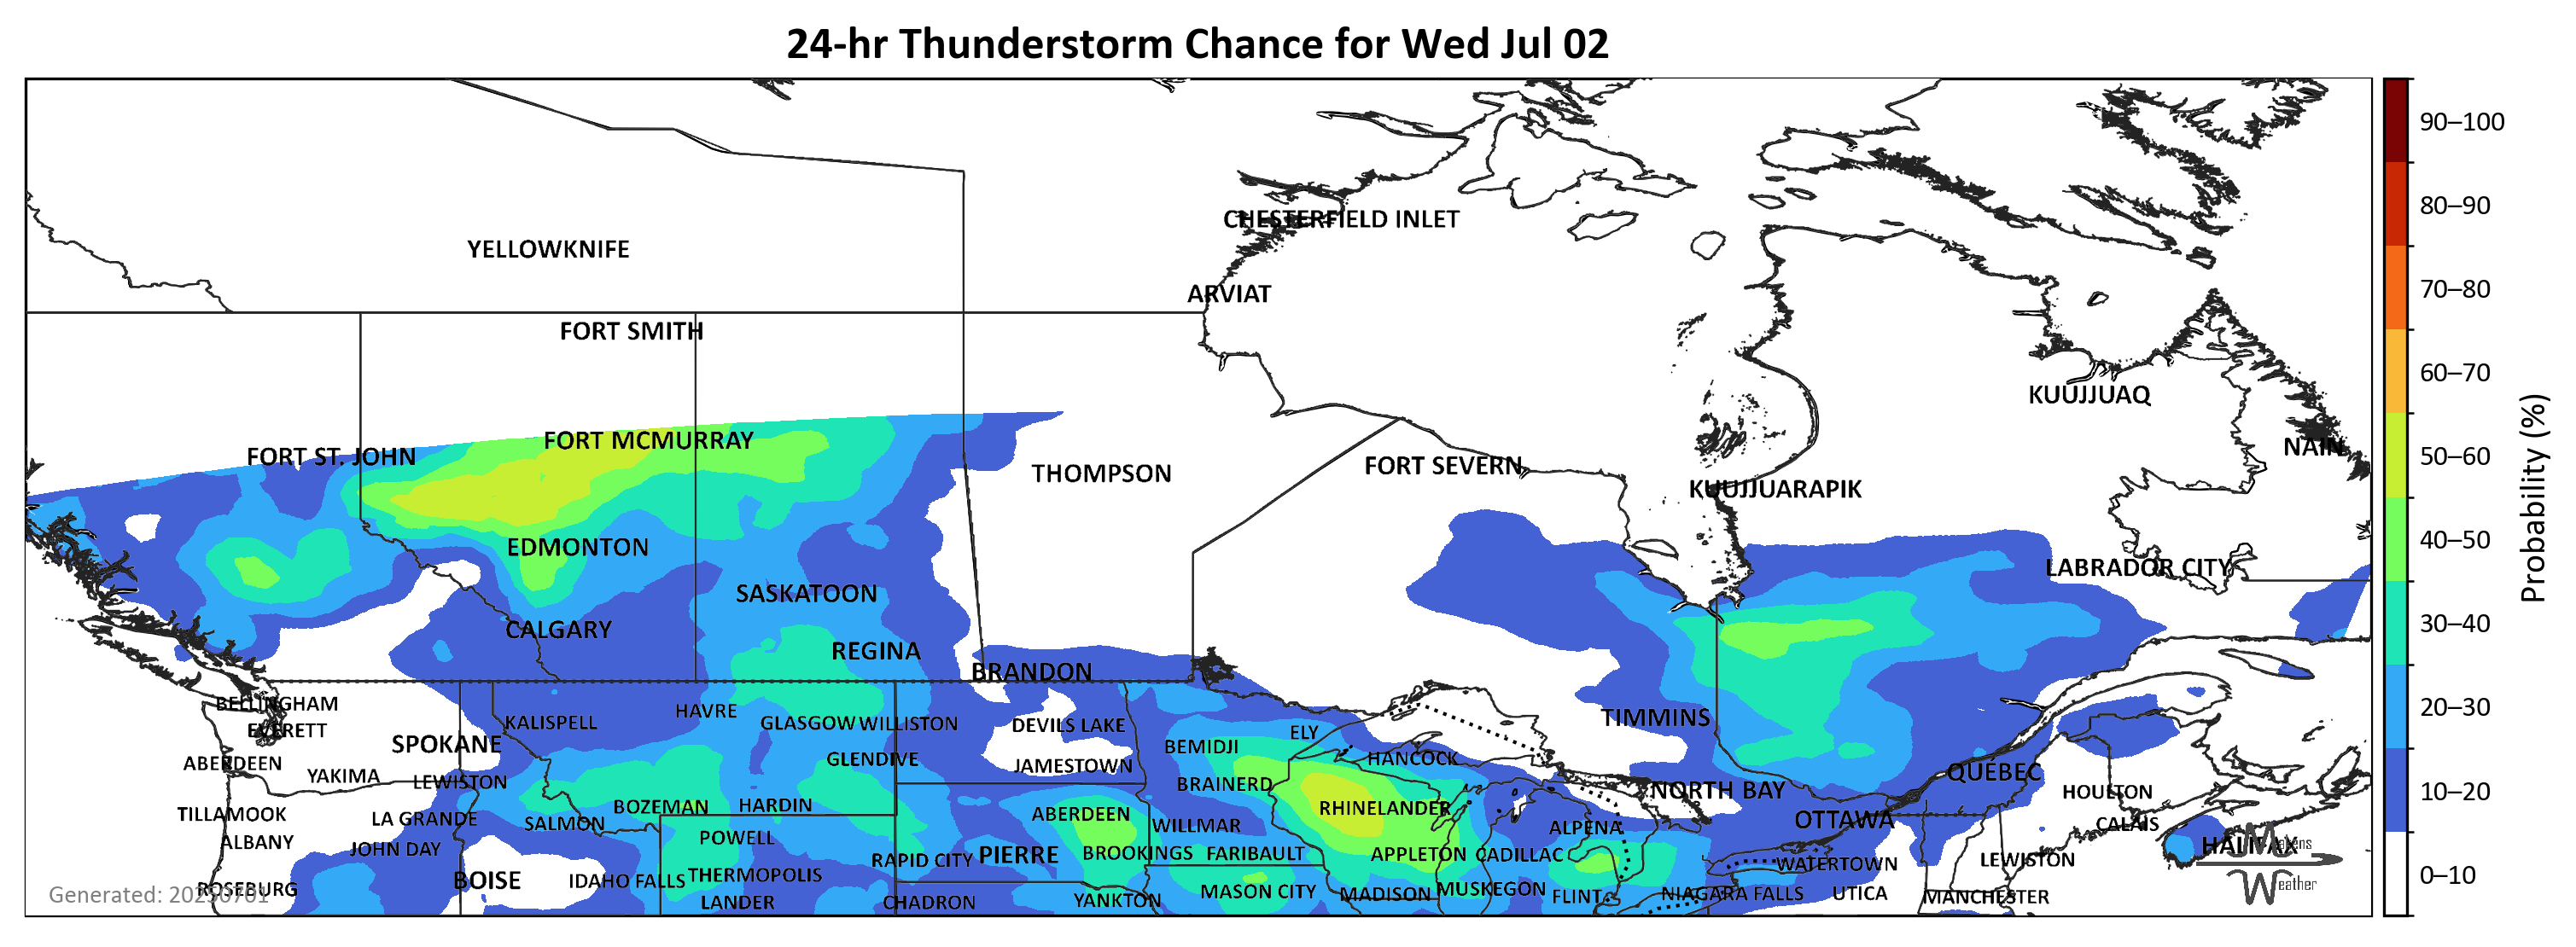 24-hr Thunderstorm Chance for Wed Jul 02
90–100
80–90
CHESTERFIELD INLET
YELLOWKNIFE
70–80
ARVIAT
FORT SMITH
60–70
KUUJJUAQ
FORT MCMURRAY
NAIN
50–60
FORT ST. JOHN
FORT SEVERN
THOMPSON
KUUJJUARAPIK
Probability (%)
40–50
EDMONTON
LABRADOR CITY
SASKATOON
30–40
CALGARY
REGINA
BRANDON
BELLINGHAM
20–30
KALISPELL
HAVRE
TIMMINS
EVERETT
GLASGOW
WILLISTON
DEVILS LAKE
ELY
SPOKANE
BEMIDJI
ABERDEEN
GLENDIVE
HANCOCK
JAMESTOWN
QUÉBEC
YAKIMA
LEWISTON
BRAINERD
NORTH BAY
HOULTON
10–20
BOZEMAN
HARDIN
RHINELANDER
TILLAMOOK
LA GRANDE
SALMON
ABERDEEN
WILLMAR
ALPENA
OTTAWA
CALAIS
ALBANY
POWELL
JOHN DAY
BROOKINGS
FARIBAULT
APPLETON
CADILLAC
HALIFAX
Makens
RAPID CITY
PIERRE
WATERTOWN
LEWISTON
0–10
BOISE
IDAHO FALLS
THERMOPOLIS
Weather
ROSEBURG
Generated: 20250701
MASON CITY
MADISON
MUSKEGON
FLINT
NIAGARA FALLS
UTICA
MANCHESTER
LANDER
CHADRON
YANKTON